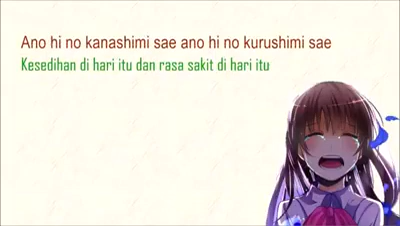 Ano hi no kanashimi sae ano hi no kurushimi sae
Kesedihan di hari itu dan rasa sakit di hari itu